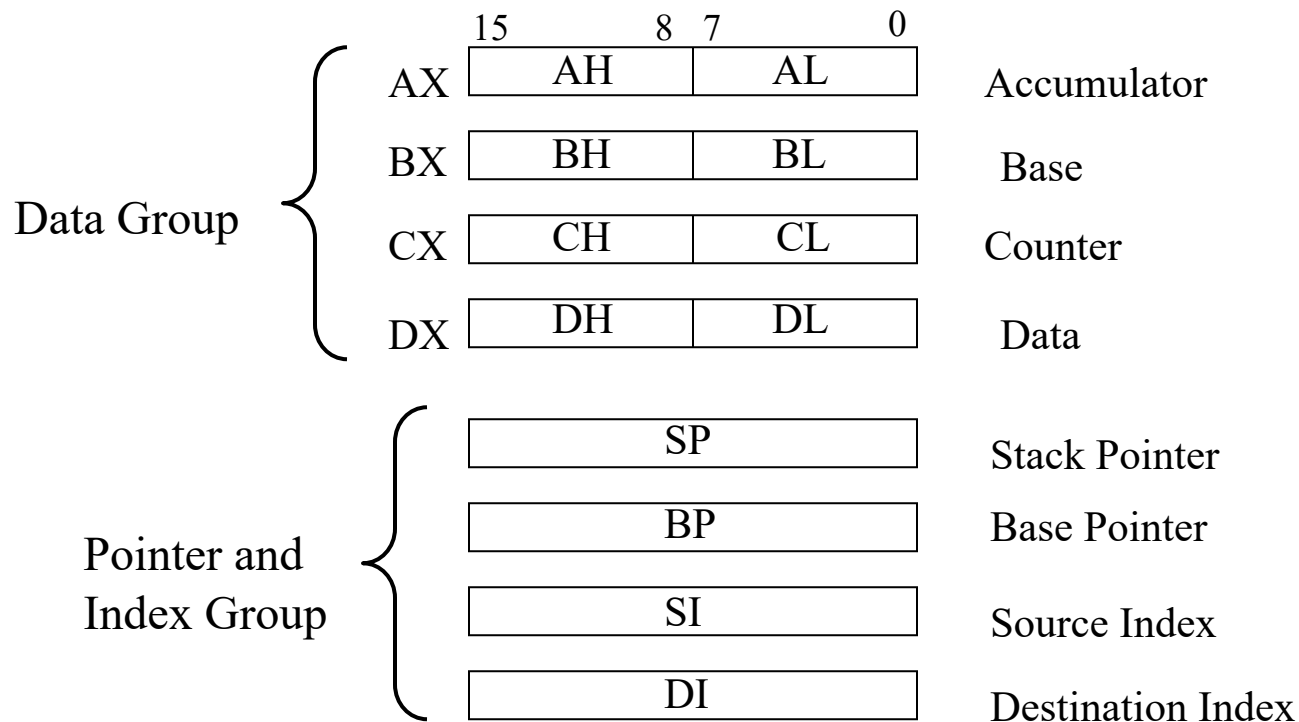 15 8 7 0
AX AH AL Accumulator
BX BH BL Base
Data Group
CX CH CL Counter
DX DH DL Data
SP Stack Pointer
BP Base Pointer
Pointer and
Index Group
SI Source Index
DI Destination Index